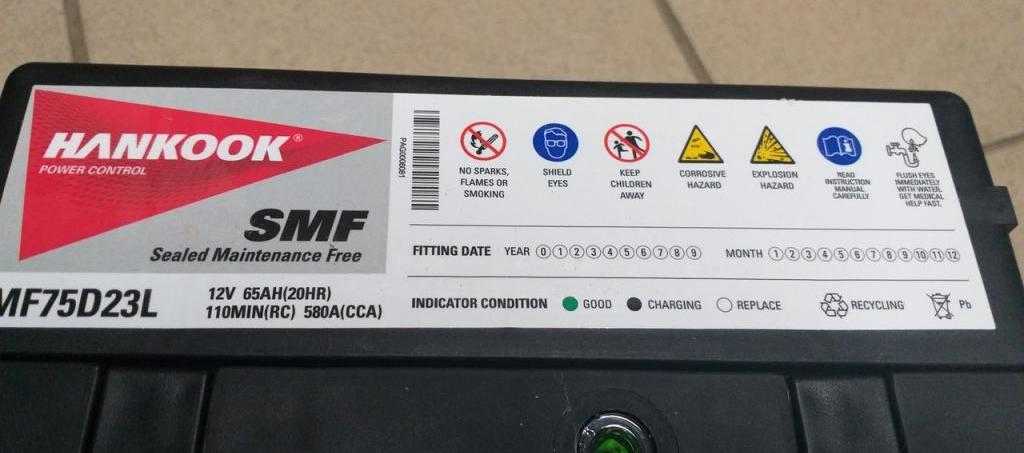 HANKOOK®
POWER CONTROL
SMF
Sealed Maintenance Free
MF75D23L
12V 65AH(20HR)
110MIN(RC) 580A(CCA)
NO SPARKS,
FLAMES OR
SMOKING
SHIELD
EYES
KEEP
CHILDREN
AWAY
CORROSIVE
HAZARD
EXPLOSION
HAZARD
READ
INSTRUCTION
MANUAL
CAREFULLY.
FLUSH EYES
IMMEDIATELY
WITH WATER.
GET MEDICAL
HELP FAST.
FITTING DATE YEAR 0 1 2 3 4 5 6 7 8 9 MONTH 1 2 3 4 5 6 7 8 9 10 11 12
INDICATOR CONDITION GOOD CHARGING REPLACE RECYCLING Pb